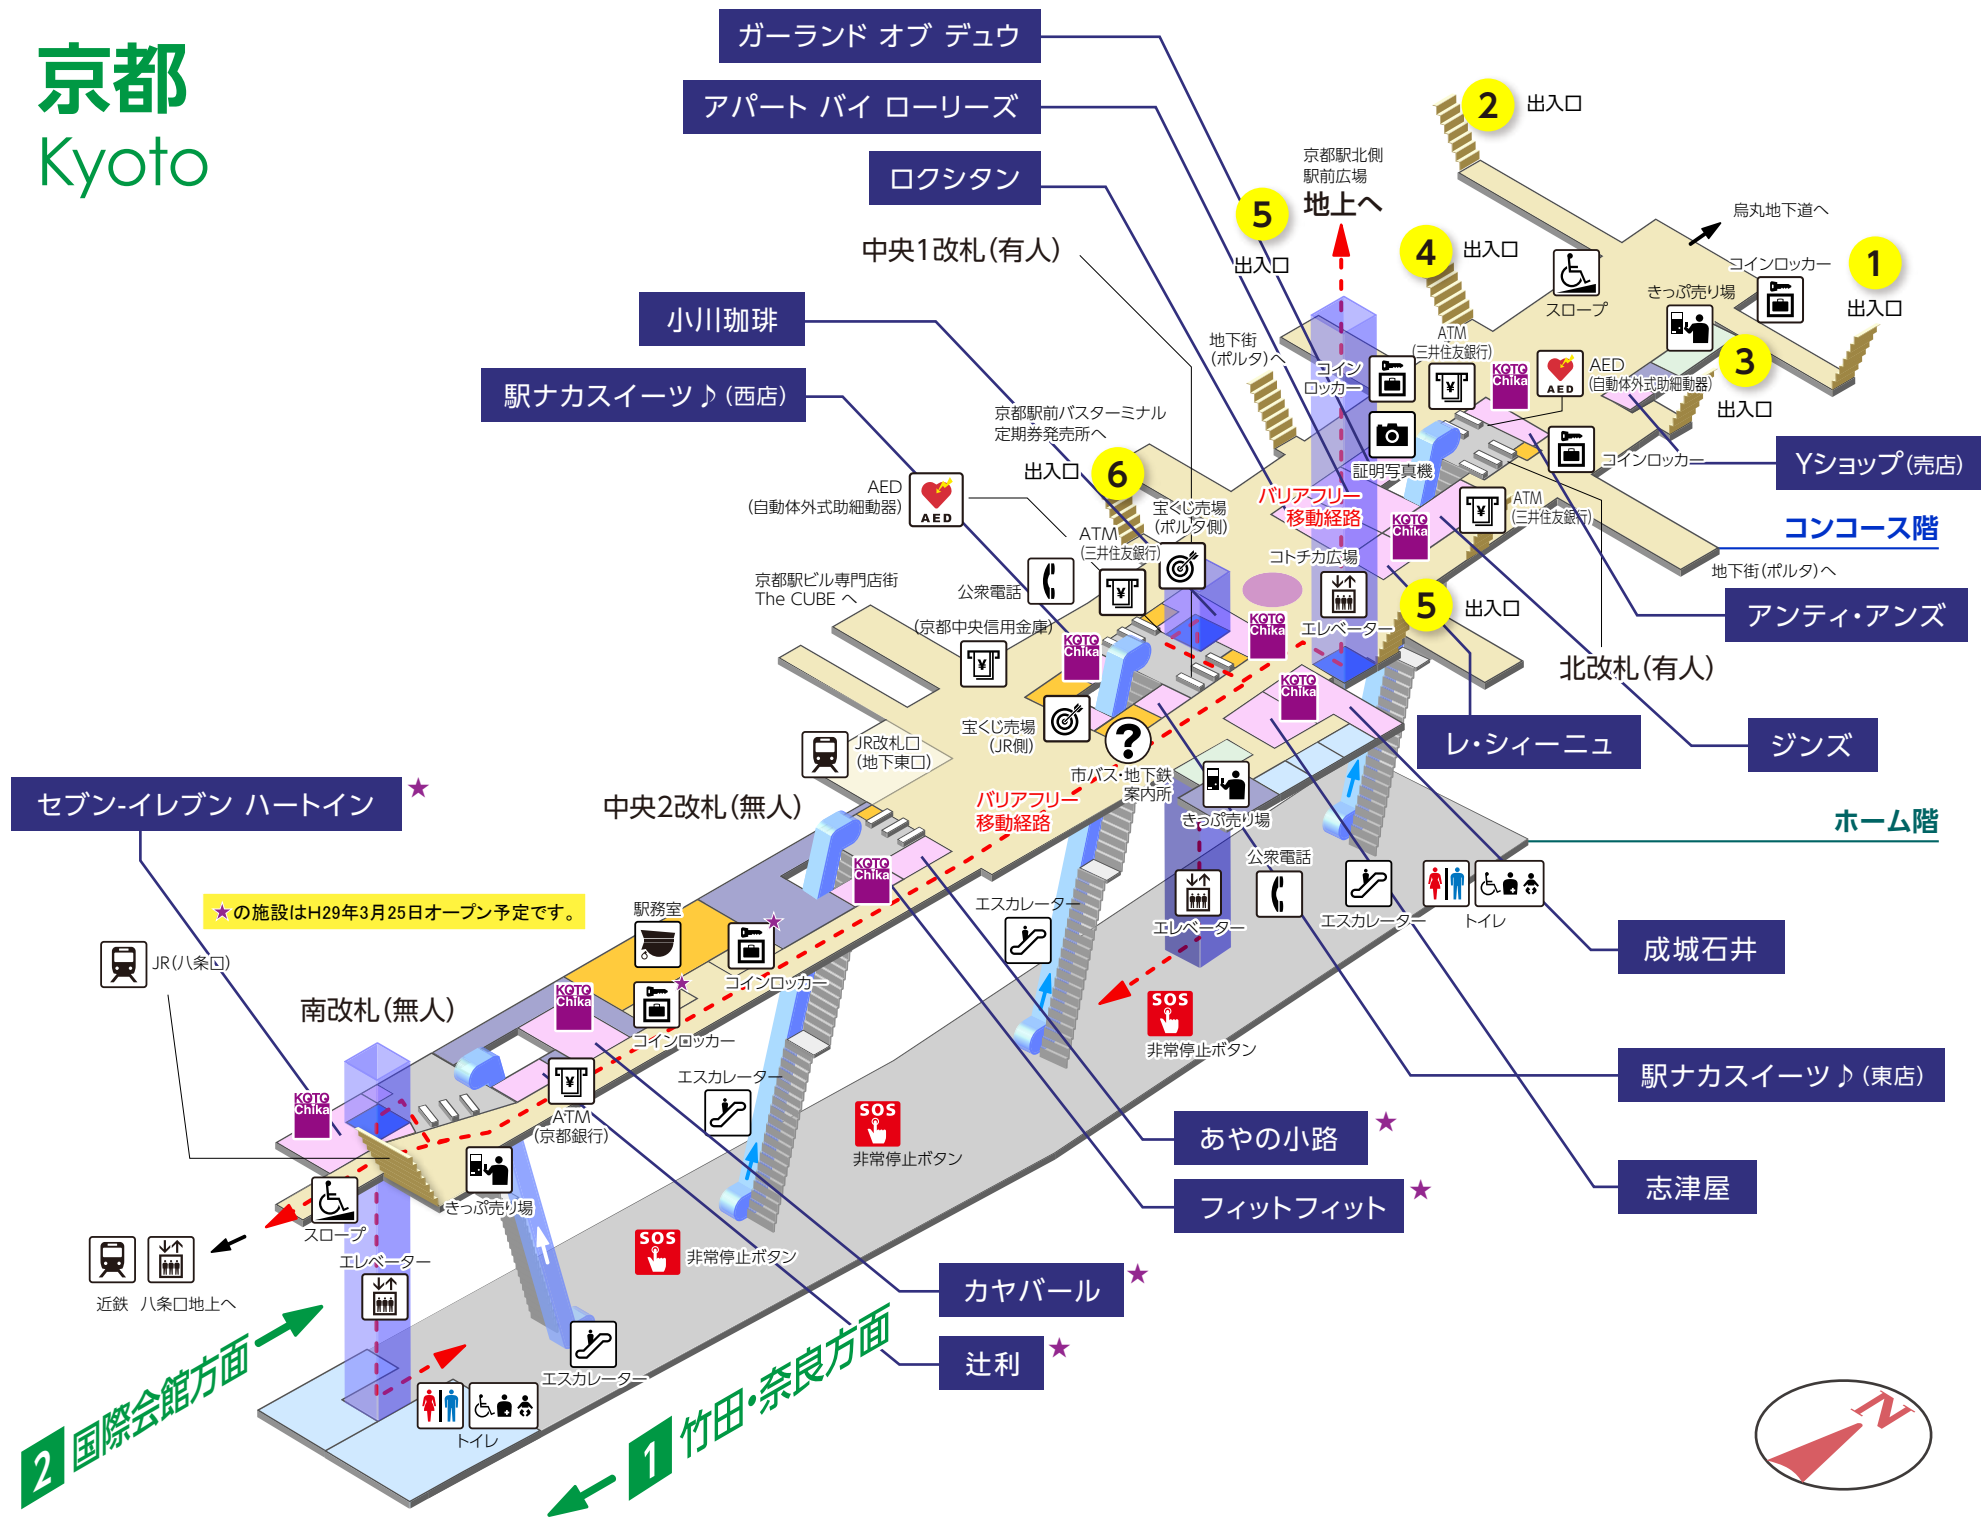 京都
Kyoto
ガーランド オブ デュウ
アパート バイ ローリーズ
ロクシタン
中央1改札(有人)
小川珈琲
駅ナカスイーツ♪(西店)
京都駅北側
駅前広場
地上へ
5
出入口
2
出入口
4
出入口
烏丸地下道へ
コインロッカー
1
出入口
スロープ
きっぷ売り場
3
出入口
地下街
(ポルタ)へ
コイン
ロッカー
ATM
(三井住友銀行)
KOTO
Chika
AED
AED
(自動体外式助細動器)
証明写真機
コインロッカー
Yショップ(売店)
京都駅前バスターミナル
定期券発売所へ
出入口
6
AED
(自動体外式助細動器)
AED
宝くじ売場
(ポルタ側)
バリアフリー
移動経路
KOTO
Chika
ATM
(三井住友銀行)
コンコース階
地下街(ポルタ)へ
ATM
(三井住友銀行)
公衆電話
コトチカ広場
エレベーター
5
出入口
アンティ・アンズ
京都駅ビル専門店街
The CUBE へ
(京都中央信用金庫)
KOTO
Chika
KOTO
Chika
KOTO
Chika
北改札(有人)
宝くじ売場
(JR側)
?
市バス・地下鉄
案内所
レ・シィーニュ
ジンズ
JR改札口
(地下東口)
セブン-イレブン ハートイン★
中央2改札(無人)
バリアフリー
移動経路
きっぷ売り場
ホーム階
★の施設はH29年3月25日オープン予定です。
KOTO
Chika
公衆電話
エスカレーター
トイレ
駅務室
コインロッカー
★
エスカレーター
エレベーター
成城石井
JR(八条口)
南改札(無人)
KOTO
Chika
★
コインロッカー
SOS
非常停止ボタン
駅ナカスイーツ♪(東店)
KOTO
Chika
ATM
(京都銀行)
エスカレーター
SOS
非常停止ボタン
あやの小路★
志津屋
フィットフィット★
スロープ
きっぷ売り場
SOS
非常停止ボタン
エレベーター
カヤバール★
近鉄
八条口地上へ
辻利★
2 国際会館方面
エスカレーター
トイレ
1 竹田・奈良方面
N